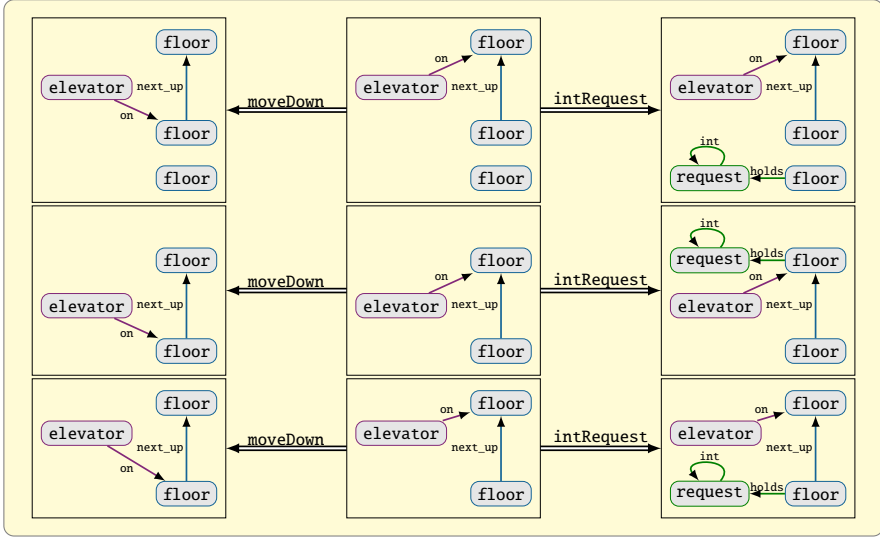 floor
elevator
next_up
on
floor
floor
moveDown
on
floor
elevator
next_up
floor
floor
intRequest
on
floor
elevator
next_up
floor
int
request
holds
floor
floor
elevator
next_up
on
floor
moveDown
on
floor
elevator
next_up
floor
intRequest
int
request
holds
floor
on
elevator
next_up
floor
floor
elevator
next_up
on
floor
moveDown
on
floor
elevator
next_up
floor
intRequest
on
floor
elevator
next_up
int
request
holds
floor